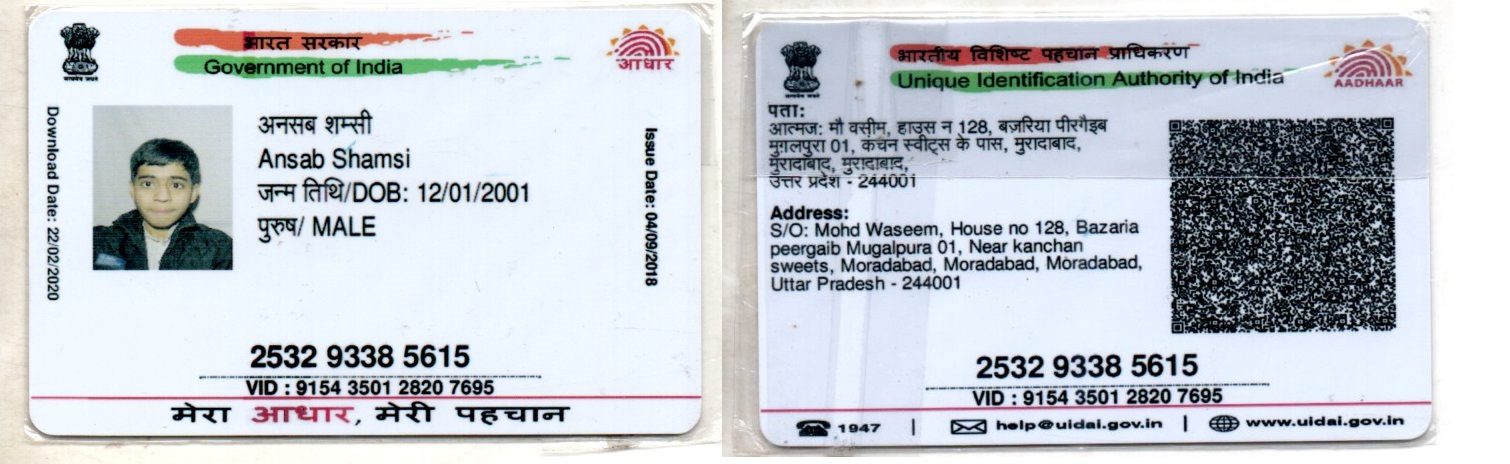 भारत सरकार
Government of India
आधार
Download Date: 22/02/2020
अनसब शम्सी
Ansab Shamsi
जन्म तिथि/DOB: 12/01/2001
पुरुष/ MALE
Issue Date: 04/09/2018
2532 9338 5615
VID : 9154 3501 2820 7695
मेरा आधार, मेरी पहचान
भारतीय विशिष्ट पहचान प्राधिकरण
Unique Identification Authority of India
AADHAAR
पता:
आत्मज: मौ वसीम, हाउस न 128, बज़रिया पीरगैइब
मुगलपुरा 01, कंचन स्वीट्स के पास, मुरादाबाद,
मुरादाबाद, मुरादाबाद,
उत्तर प्रदेश - 244001
Address:
S/O: Mohd Waseem, House no 128, Bazaria
peergaib Mugalpura 01, Near kanchan
sweets, Moradabad, Moradabad, Moradabad,
Uttar Pradesh - 244001
2532 9338 5615
VID : 9154 3501 2820 7695
1947 | help@uidai.gov.in | www.uidai.gov.in